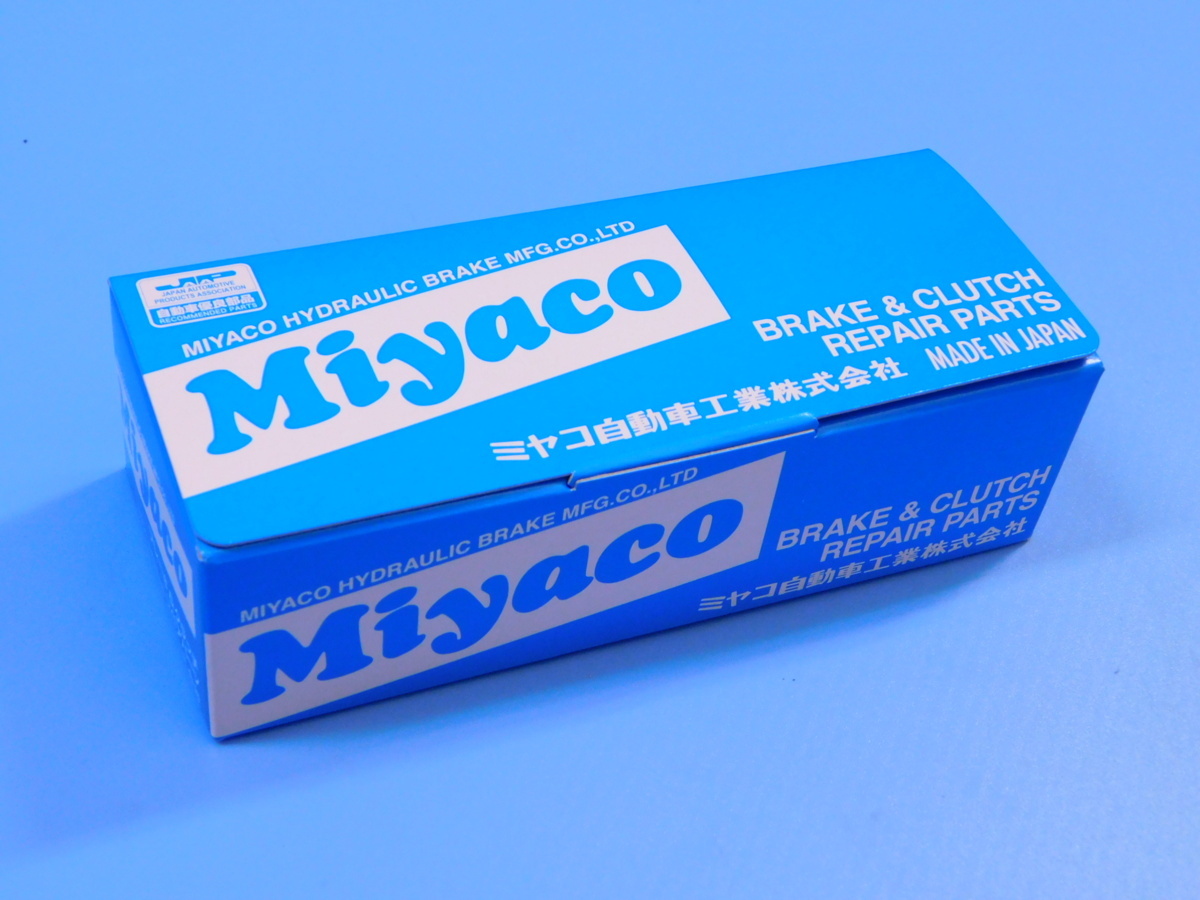 JAPA
JAPAN AUTOMOTIVE
PRODUCTS ASSOCIATION
自動車優良部品
RECOMMENDED PARTS
MIYACO HYDRAULIC BRAKE MFG.CO.,LTD
Miyaco
BRAKE & CLUTCH
REPAIR PARTS
ミヤコ自動車工業株式会社 MADE IN JAPAN
MIYACO HYDRAULIC BRAKE MFG.CO.,LTD
Miyaco
BRAKE & CLUTCH
REPAIR PARTS
ミヤコ自動車工業株式会社